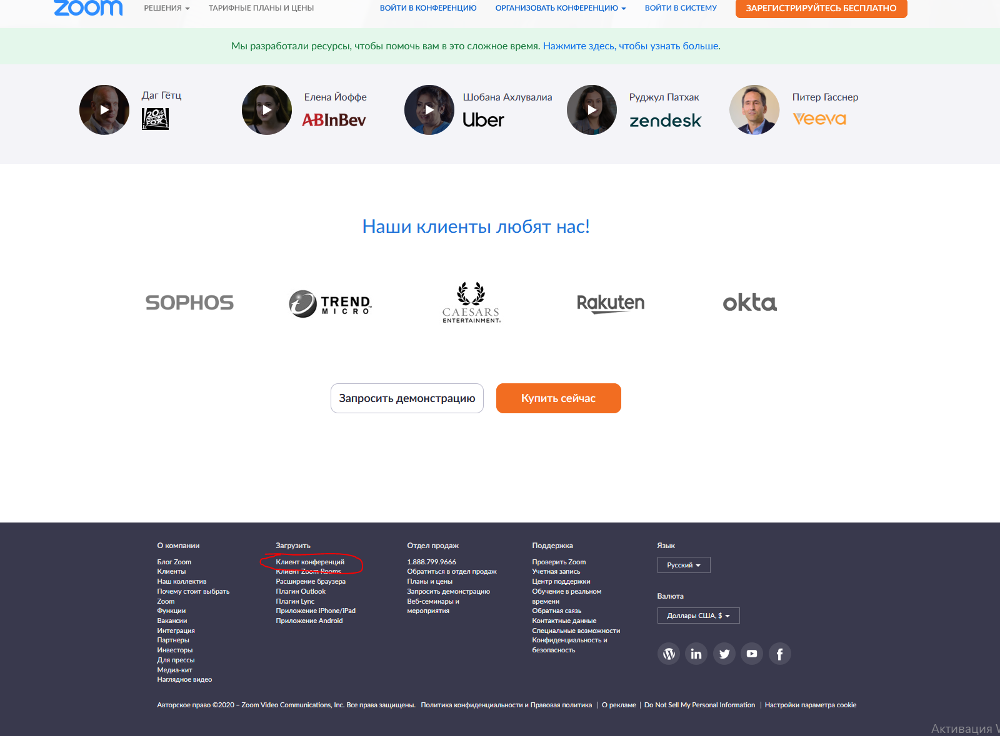 zoom
РЕШЕНИЯ
ТАРИФНЫЕ ПЛАНЫ И ЦЕНЫ
ВОЙТИ В КОНФЕРЕНЦИЮ
ОРГАНИЗОВАТЬ КОНФЕРЕНЦИЮ
ВОЙТИ В СИСТЕМУ
ЗАРЕГИСТРИРУЙТЕСЬ БЕСПЛАТНО
Мы разработали ресурсы, чтобы помочь вам в это сложное время. Нажмите здесь, чтобы узнать больше.
Даг Гётц
20TH CENTURY FOX
Елена Йоффе
ABInBev
Шобана Ахлувалиа
Uber
Руджул Патхак
zendesk
Питер Гасснер
Veeva
Наши клиенты любят нас!
SOPHOS
TREND
MICRO™
CAESARS
ENTERTAINMENT®
Rakuten
okta
Запросить демонстрацию
Купить сейчас
О компании
Блог Zoom
Клиенты
Наш коллектив
Почему стоит выбрать
Zoom
Функции
Вакансии
Интеграция
Партнеры
Инвесторы
Для прессы
Медиа-кит
Наглядное видео
Загрузить
Клиент конференций
Клиент Zoom Rooms
Расширение браузера
Плагин Outlook
Плагин Lync
Приложение iPhone/iPad
Приложение Android
Отдел продаж
1.888.799.9666
Обратиться в отдел продаж
Планы и цены
Запросить демонстрацию
Веб-семинары и
мероприятия
Поддержка
Проверить Zoom
Учетная запись
Центр поддержки
Обучение в реальном
времени
Обратная связь
Контактные данные
Специальные возможности
Конфиденциальность и
безопасность
Язык
Русский
Валюта
Доллары США, $
Авторское право ©2020 – Zoom Video Communications, Inc. Все права защищены. Политика конфиденциальности и Правовая политика | О рекламе | Do Not Sell My Personal Information | Настройки параметра cookie
Активация